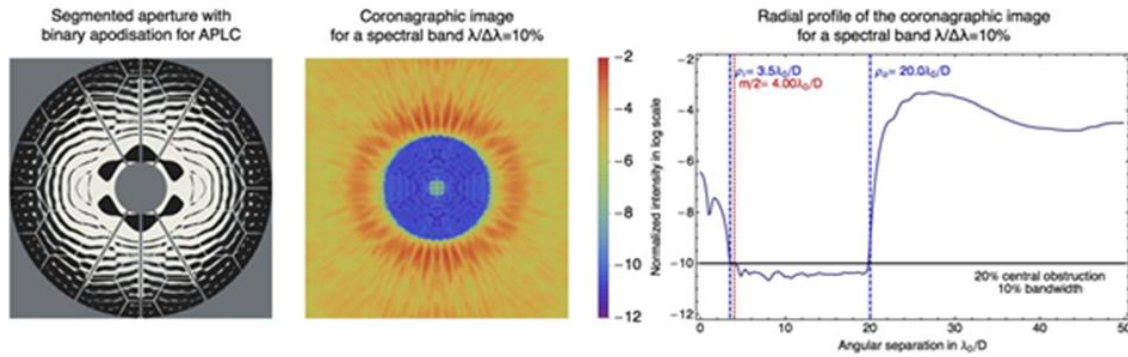 Segmented aperture with
binary apodisation for APLC
Coronagraphic image
for a spectral band λ/Δλ=10%
-2
-4
-6
-8
-10
-12
Radial profile of the coronagraphic image
for a spectral band λ/Δλ=10%
Normalized intensity in log scale
-2
-4
-6
-8
-10
-12
ρᵢ= 3.5λ₀/D
m/2= 4.00λ₀/D
ρₒ= 20.0λ₀/D
20% central obstruction
10% bandwidth
0 10 20 30 40 50
Angular separation in λ₀/D